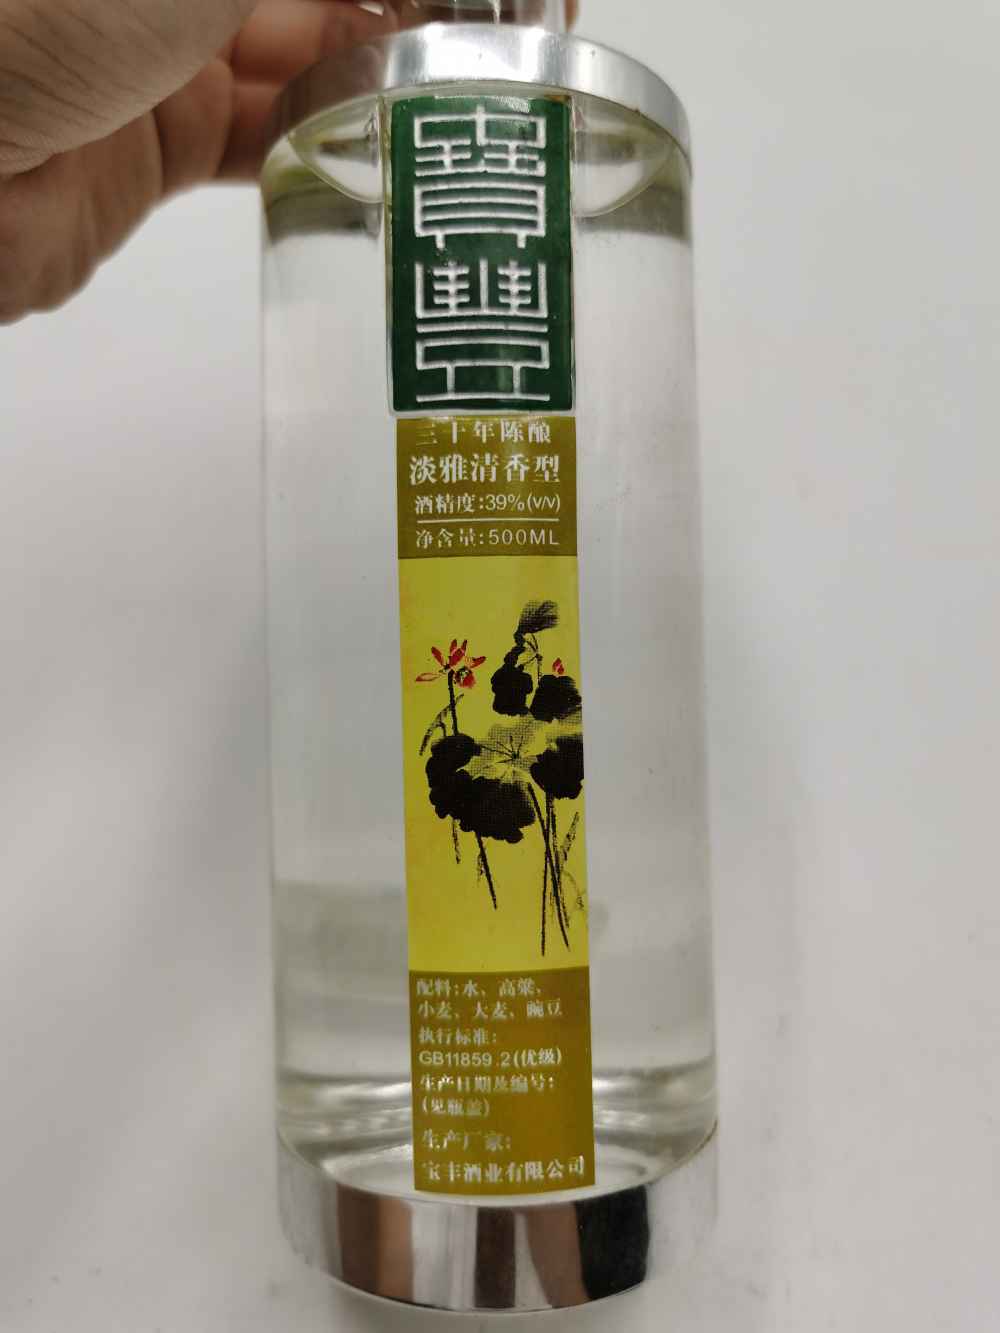 寶豐
三十年陈酿
淡雅清香型
酒精度:39%(v/v)
净含量:500ML
配料:水、高粱、
小麦、大麦、豌豆
执行标准:
GB11859.2(优级)
生产日期及编号:
(见瓶盖)
生产厂家:
宝丰酒业有限公司